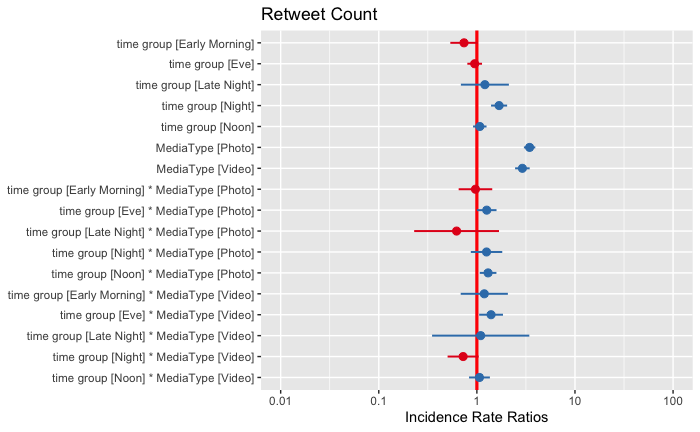 Retweet Count
time group [Early Morning]
time group [Eve]
time group [Late Night]
time group [Night]
time group [Noon]
MediaType [Photo]
MediaType [Video]
time group [Early Morning] * MediaType [Photo]
time group [Eve] * MediaType [Photo]
time group [Late Night] * MediaType [Photo]
time group [Night] * MediaType [Photo]
time group [Noon] * MediaType [Photo]
time group [Early Morning] * MediaType [Video]
time group [Eve] * MediaType [Video]
time group [Late Night] * MediaType [Video]
time group [Night] * MediaType [Video]
time group [Noon] * MediaType [Video]
0.01 0.1 1 10 100
Incidence Rate Ratios